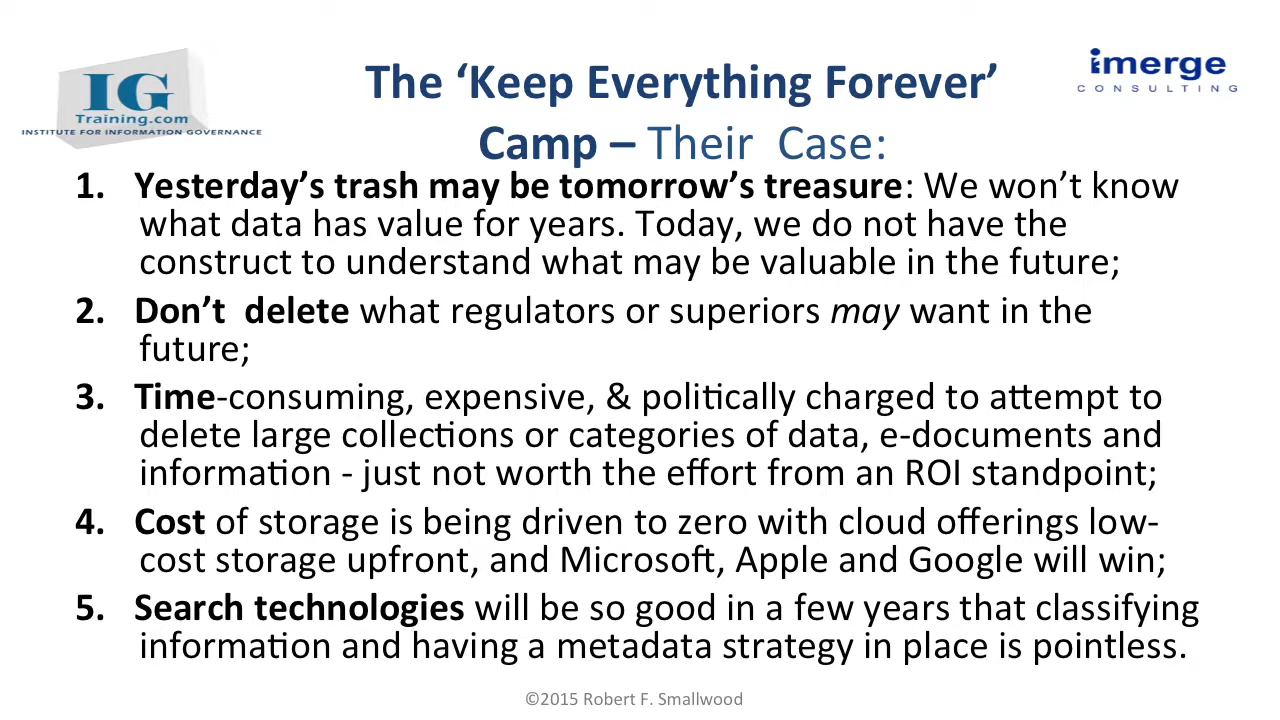 IG
Training.com
INSTITUTE FOR INFORMATION GOVERNANCE
imerge
CONSULTING
The ‘Keep Everything Forever’
Camp – Their Case:
1. Yesterday’s trash may be tomorrow’s treasure: We won’t know
what data has value for years. Today, we do not have the
construct to understand what may be valuable in the future;
2. Don’t delete what regulators or superiors may want in the
future;
3. Time-consuming, expensive, & politically charged to attempt to
delete large collections or categories of data, e-documents and
information - just not worth the effort from an ROI standpoint;
4. Cost of storage is being driven to zero with cloud offerings low-
cost storage upfront, and Microsoft, Apple and Google will win;
5. Search technologies will be so good in a few years that classifying
information and having a metadata strategy in place is pointless.
©2015 Robert F. Smallwood